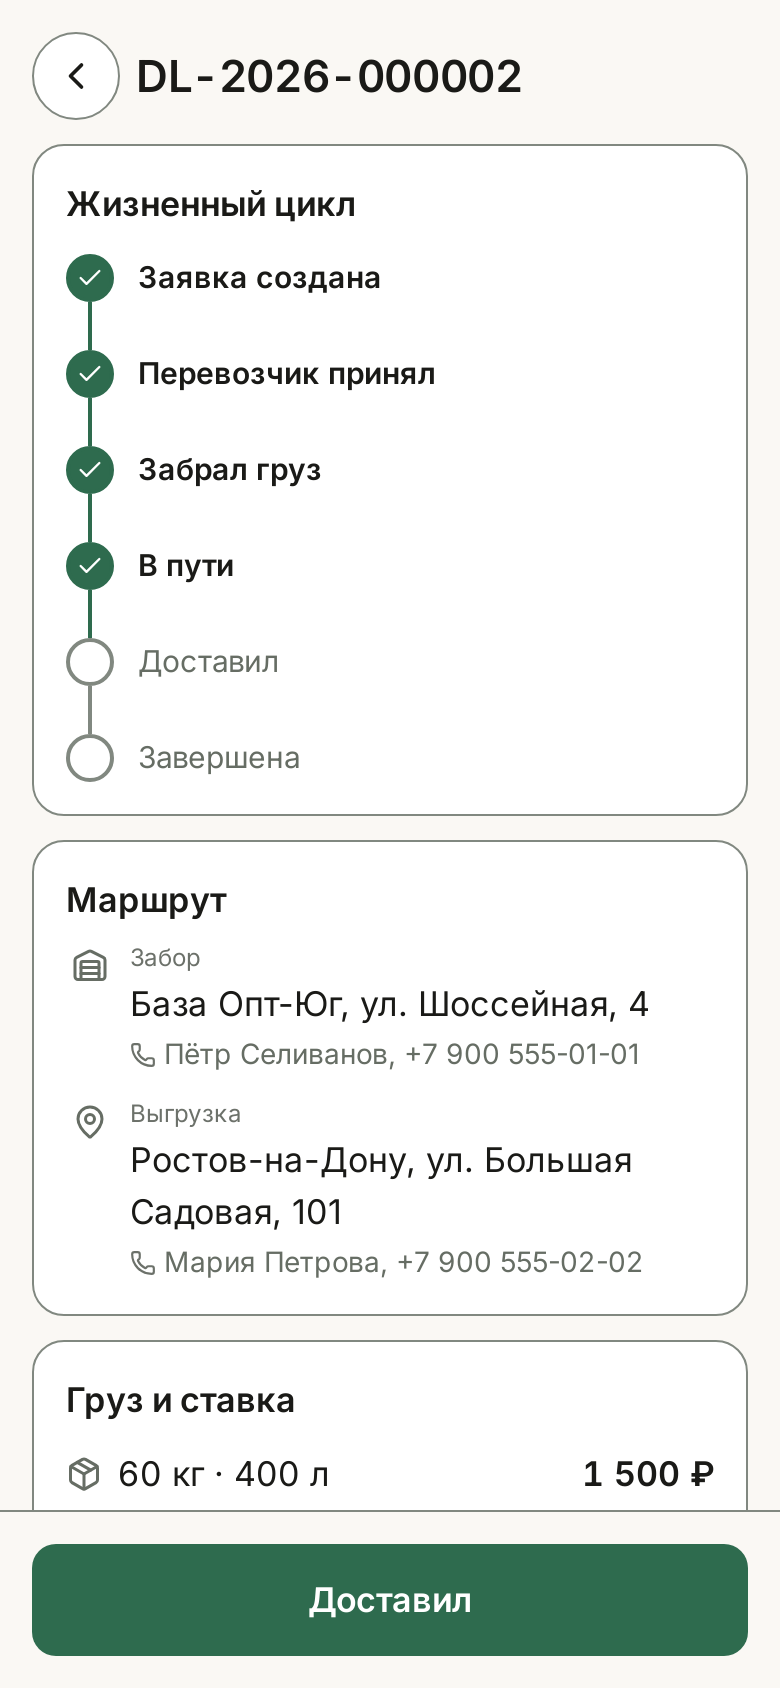 DL-2026-000002
Жизненный цикл
Заявка создана
Перевозчик принял
Забрал груз
В пути
Доставил
Завершена
Маршрут
Забор
База Опт-Юг, ул. Шоссейная, 4
Пётр Селиванов, +7 900 555-01-01
Выгрузка
Ростов-на-Дону, ул. Большая
Садовая, 101
Мария Петрова, +7 900 555-02-02
Груз и ставка
60 кг · 400 л
1 500 ₽
Доставил